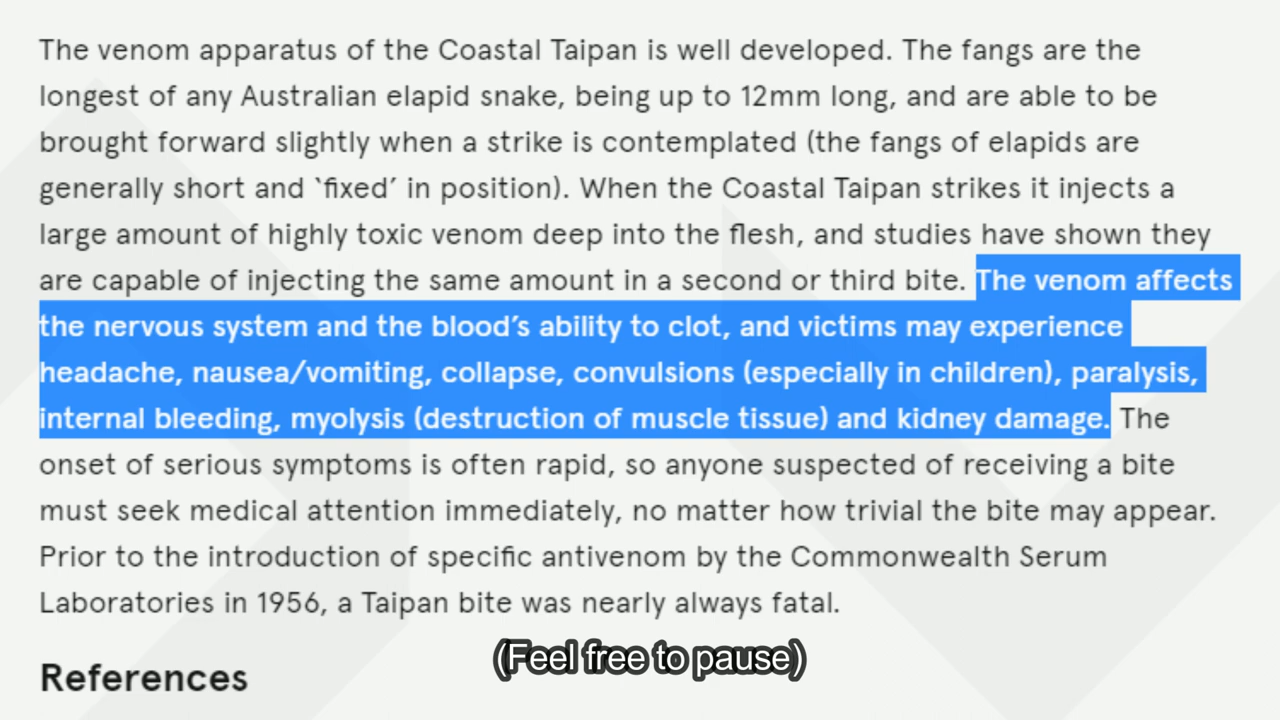 The venom apparatus of the Coastal Taipan is well developed. The fangs are the
longest of any Australian elapid snake, being up to 12mm long, and are able to be
brought forward slightly when a strike is contemplated (the fangs of elapids are
generally short and `fixed’ in position). When the Coastal Taipan strikes it injects a
large amount of highly toxic venom deep into the flesh, and studies have shown they
are capable of injecting the same amount in a second or third bite. The venom affects
the nervous system and the blood’s ability to clot, and victims may experience
headache, nausea/vomiting, collapse, convulsions (especially in children), paralysis,
internal bleeding, myolysis (destruction of muscle tissue) and kidney damage. The
onset of serious symptoms is often rapid, so anyone suspected of receiving a bite
must seek medical attention immediately, no matter how trivial the bite may appear.
Prior to the introduction of specific antivenom by the Commonwealth Serum
Laboratories in 1956, a Taipan bite was nearly always fatal.
(Feel free to pause)
References